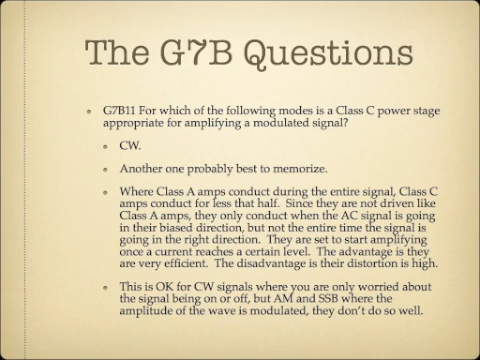 The G7B Questions
G7B11 For which of the following modes is a Class C power stage
appropriate for amplifying a modulated signal?
CW.
Another one probably best to memorize.
Where Class A amps conduct during the entire signal, Class C
amps conduct for less that half.  Since they are not driven like
Class A amps, they only conduct when the AC signal is going
in their biased direction, but not the entire time the signal is
going in the right direction.  They are set to start amplifying
once a current reaches a certain level.  The advantage is they
are very efficient.  The disadvantage is their distortion is high.
This is OK for CW signals where you are only worried about
the signal being on or off, but AM and SSB where the
amplitude of the wave is modulated, they don't do so well.